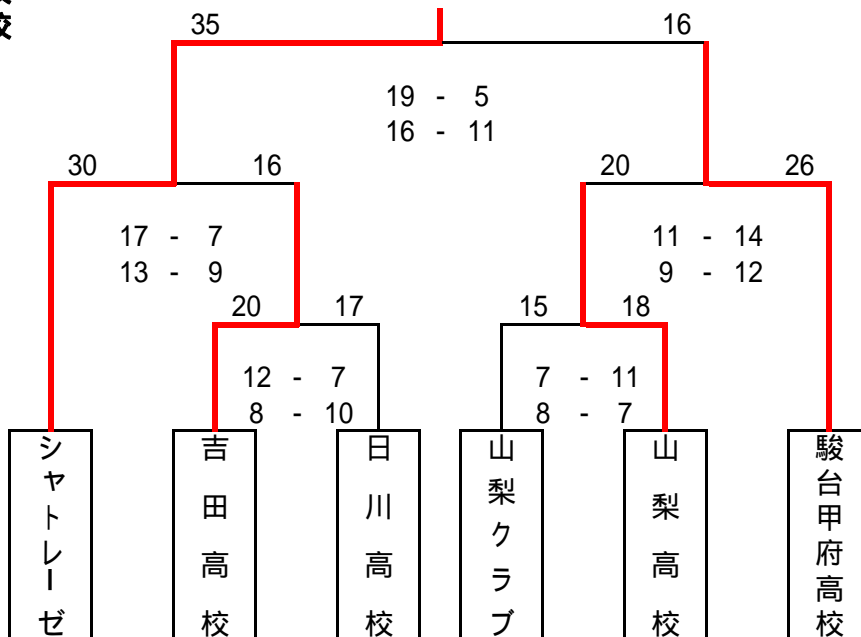 校
35 16
19 - 5
16 - 11
30 16 20 26
17 - 7 11 - 14
13 - 9 9 - 12
20 17 15 18
12 - 7 7 - 11
8 - 10 8 - 7
シャトレーゼ
吉田高校
日川高校
山梨クラブ
山梨高校
駿台甲府高校